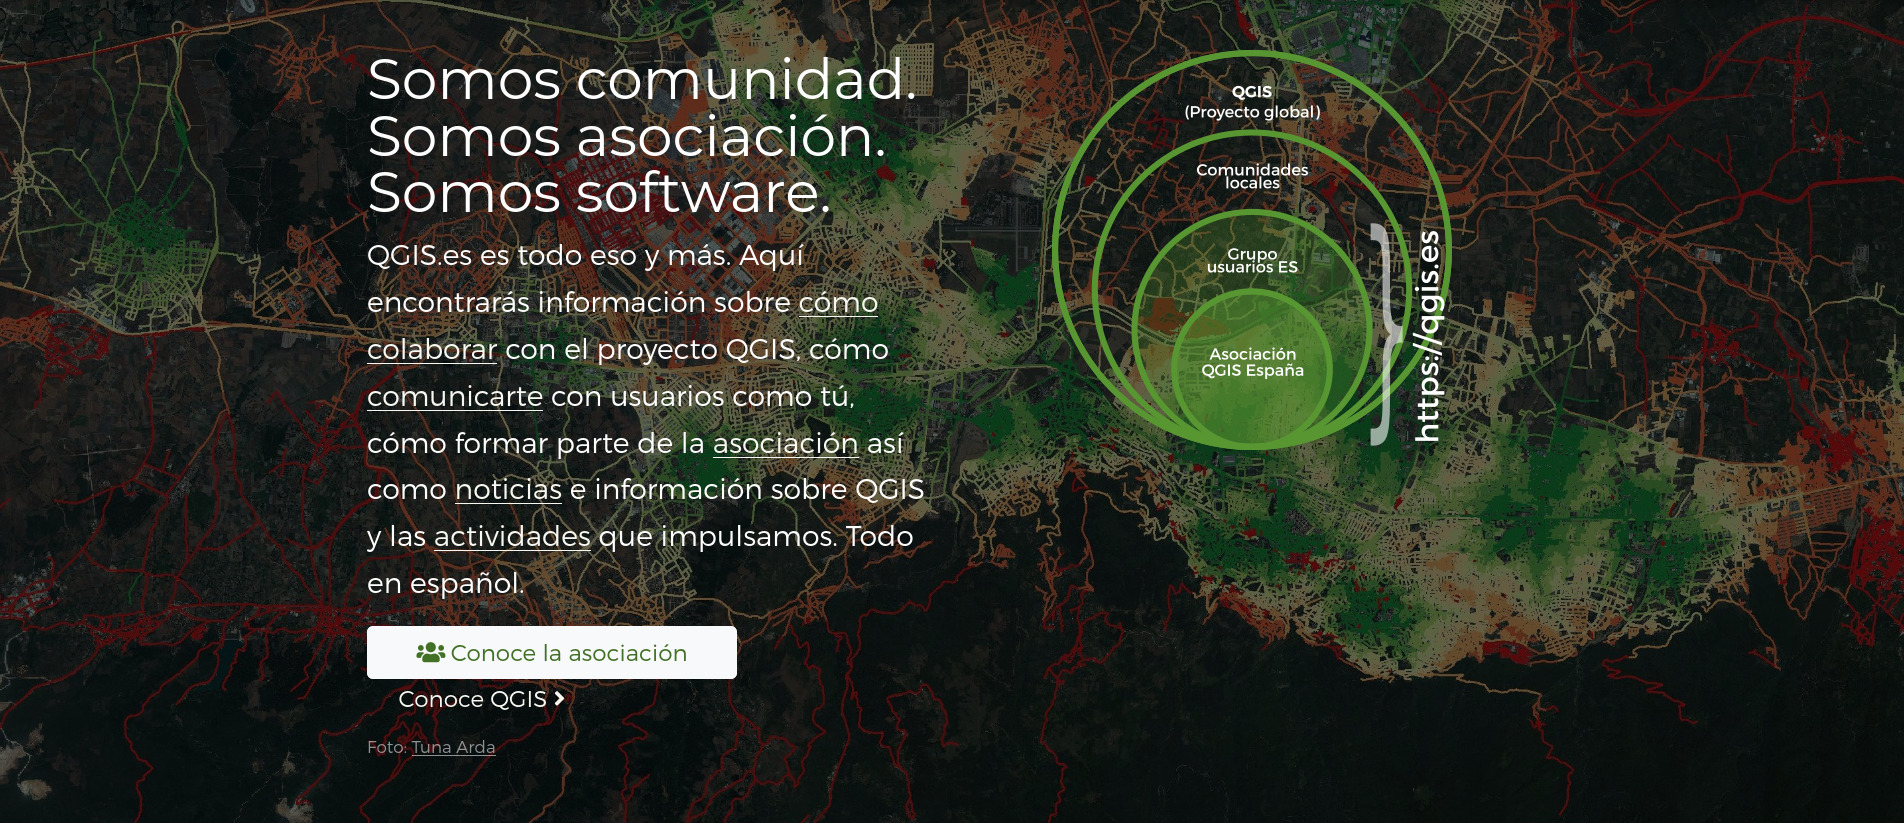 Somos comunidad.
Somos asociación.
Somos software.
QGIS.es es todo eso y más. Aquí
encontrarás información sobre cómo
colaborar con el proyecto QGIS, cómo
comunicarte con usuarios como tú,
cómo formar parte de la asociación así
como noticias e información sobre QGIS
y las actividades que impulsamos. Todo
en español.
Conoce la asociación
Conoce QGIS
Foto: Tuna Arda
QGIS
(Proyecto global)
Comunidades
locales
Grupo
usuarios ES
Asociación
QGIS España
https://qgis.es